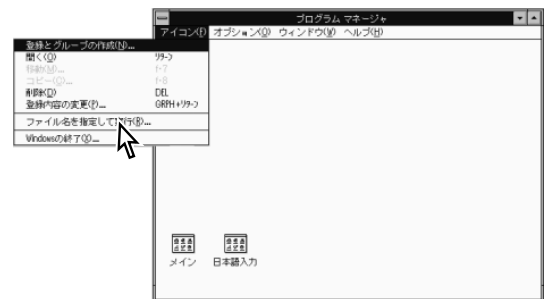 プログラム マネージャ
アイコン(F) オプション(O) ウィンドウ(W) ヘルプ(H)
登録とグループの作成(N)...
開く(O) リターン
移動(M)... f･7
コピー(C)... f･8
削除(D) DEL
登録内容の変更(P)... GRPH+リターン
ファイル名を指定して実行(R)...
Windowsの終了(X)...
メイン 日本語入力